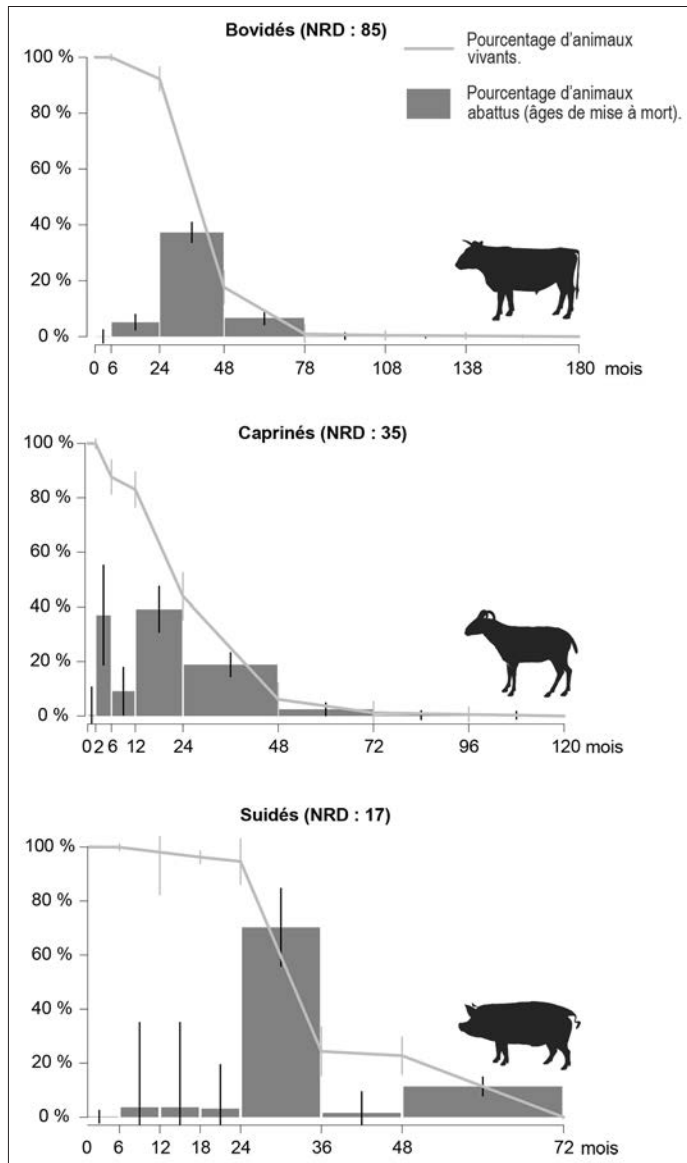 Bovidés (NRD : 85)
Pourcentage d'animaux
vivants.
Pourcentage d'animaux
abattus (âges de mise à mort).
100 %
80 %
60 %
40 %
20 %
0 %
0 6 24 48 78 108 138 180 mois
Caprinés (NRD : 35)
100 %
80 %
60 %
40 %
20 %
0 %
0 2 6 12 24 48 72 96 120 mois
Suidés (NRD : 17)
100 %
80 %
60 %
40 %
20 %
0 %
0 6 12 18 24 36 48 72 mois